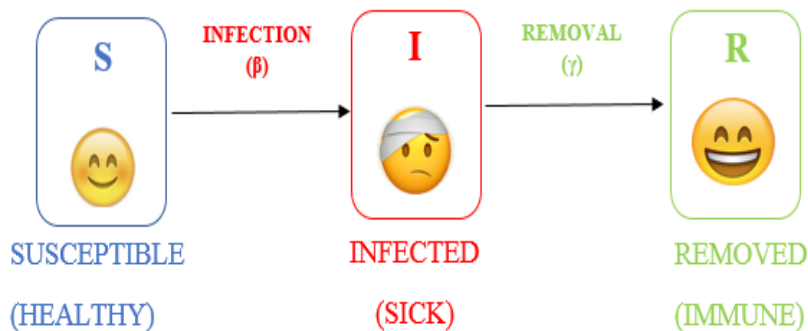 S
INFECTION
(β)
I
REMOVAL
(γ)
R
SUSCEPTIBLE
(HEALTHY)
INFECTED
(SICK)
REMOVED
(IMMUNE)